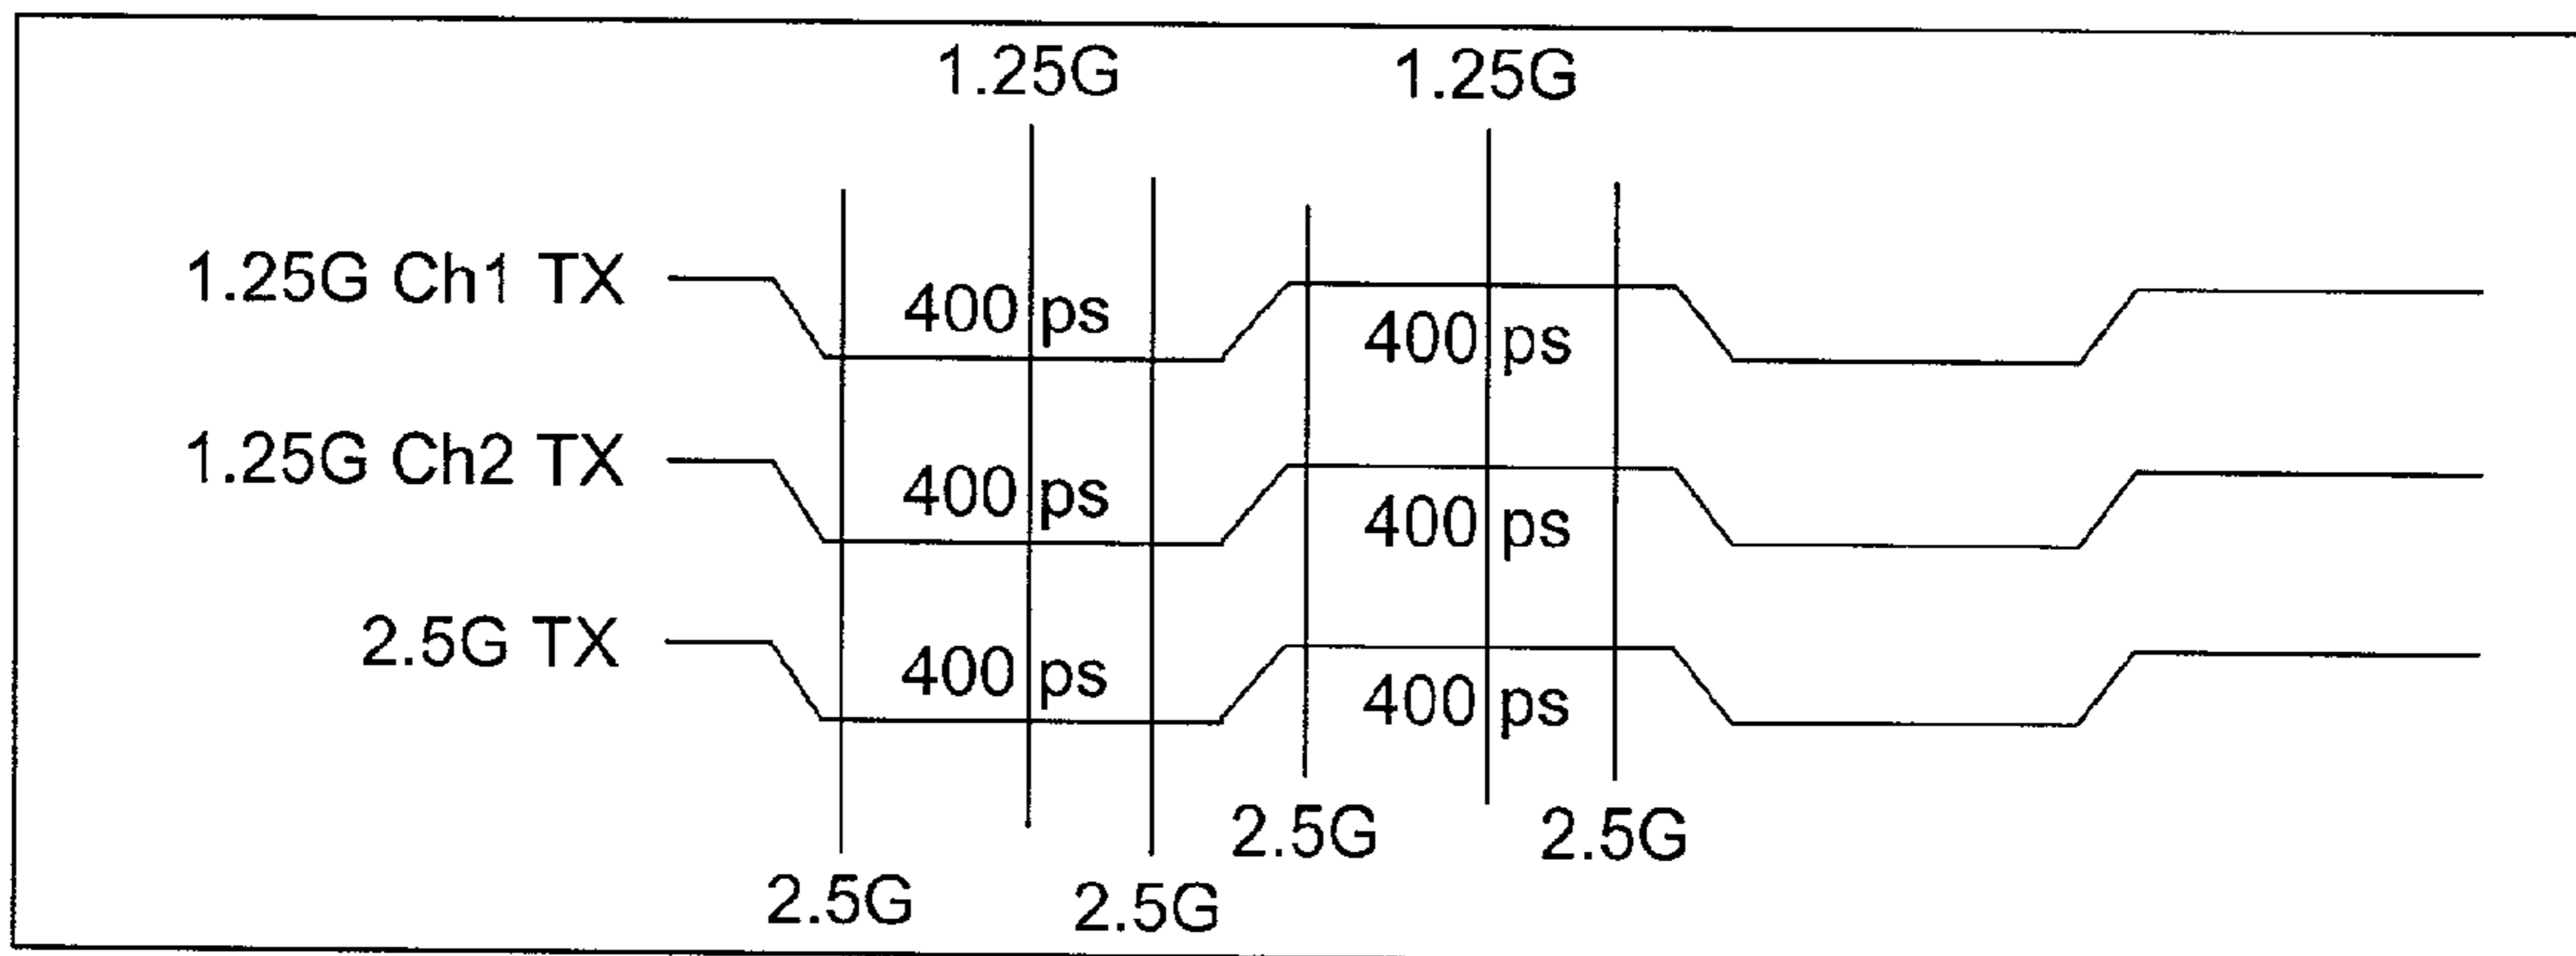 1.25G 1.25G
1.25G Ch1 TX 400 ps 400 ps
1.25G Ch2 TX 400 ps 400 ps
2.5G TX 400 ps 400 ps
2.5G 2.5G
2.5G 2.5G